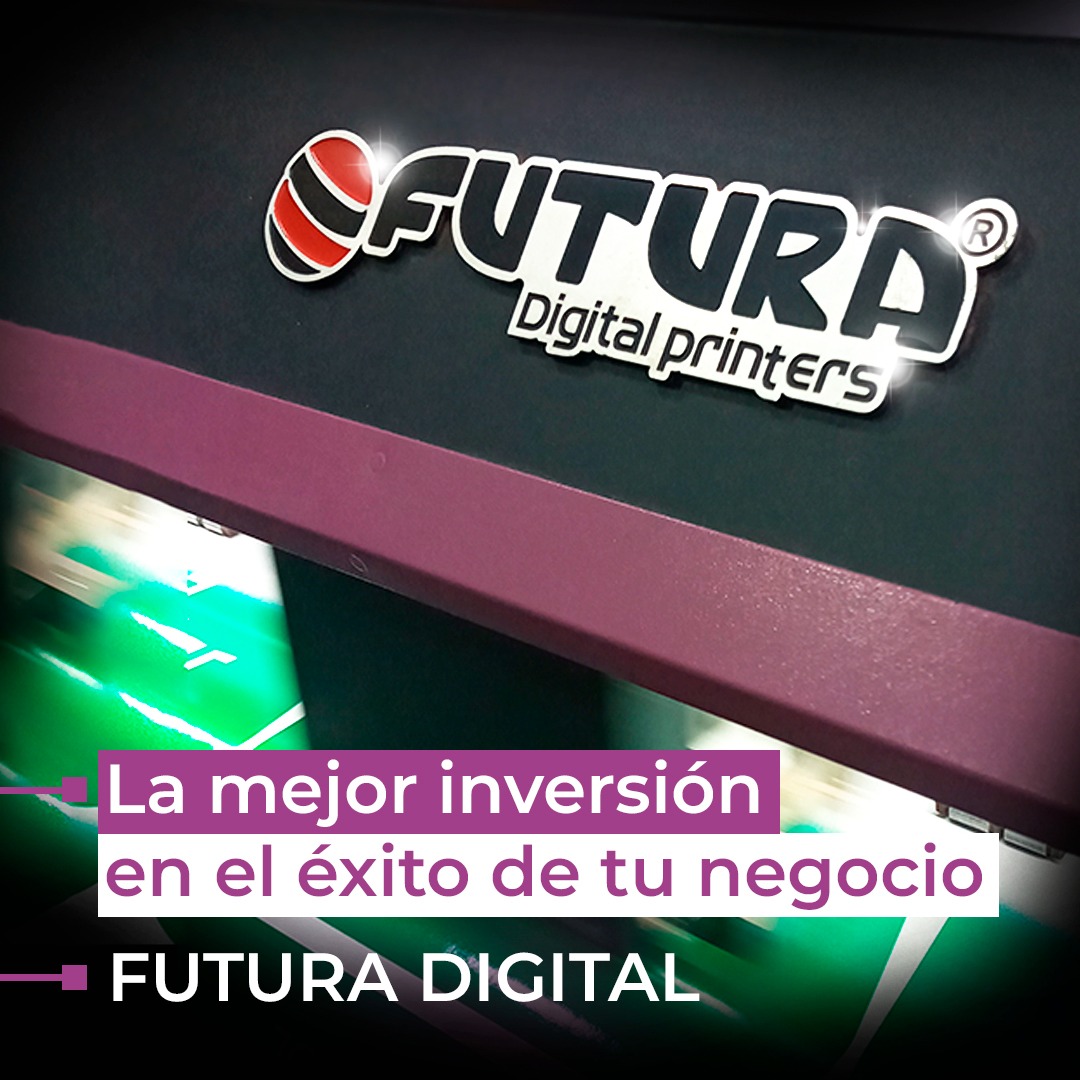 FUTURA®
Digital printers
La mejor inversión
en el éxito de tu negocio
FUTURA DIGITAL